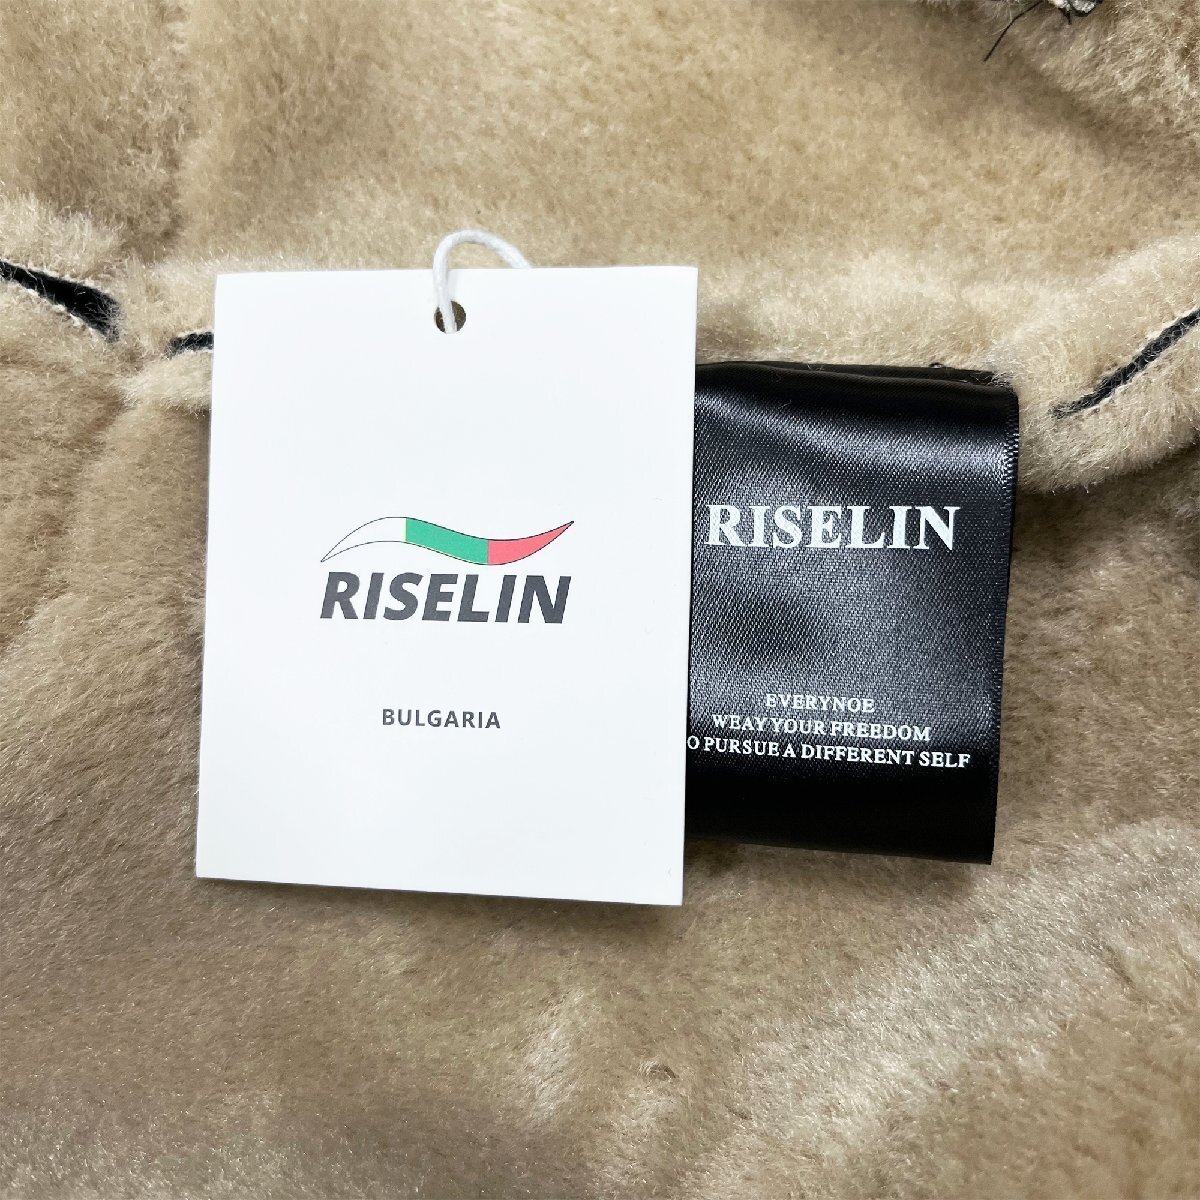 RISELIN
BULGARIA
RISELIN
EVERYNOE
WEAY YOUR FREEDOM
O PURSUE A DIFFERENT SELF